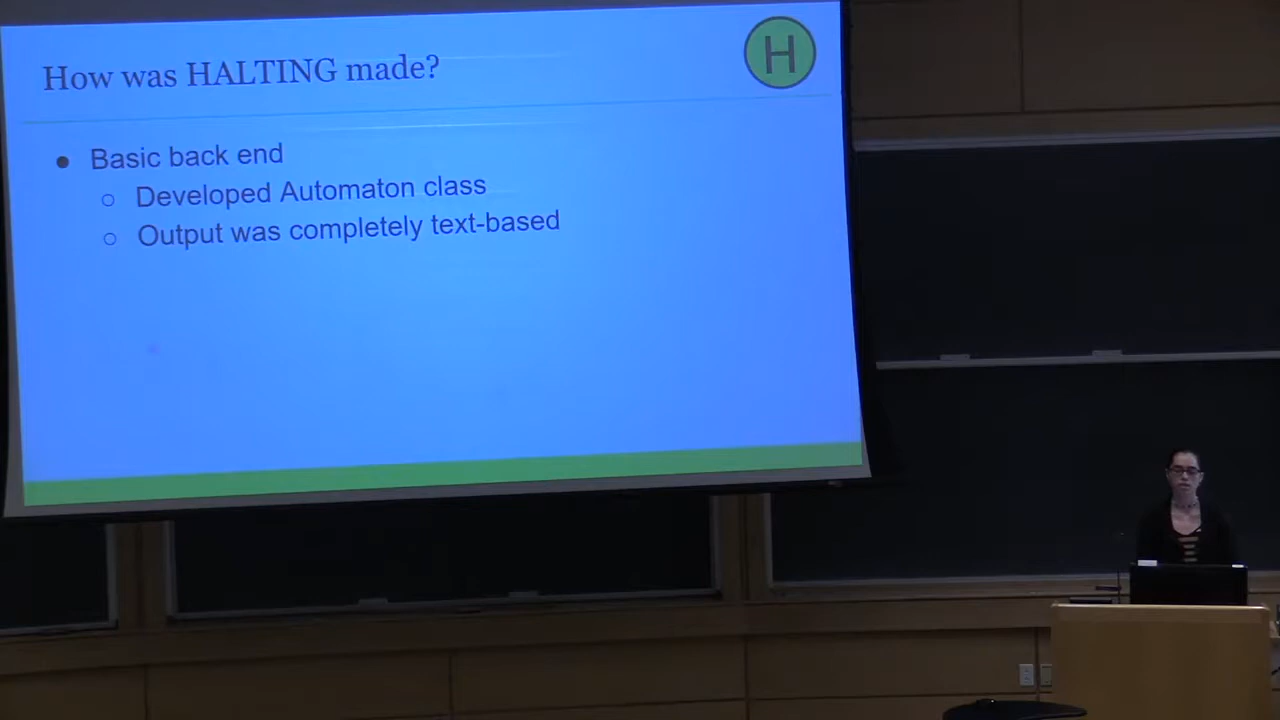 How was HALTING made?
H
● Basic back end
○ Developed Automaton class
○ Output was completely text-based